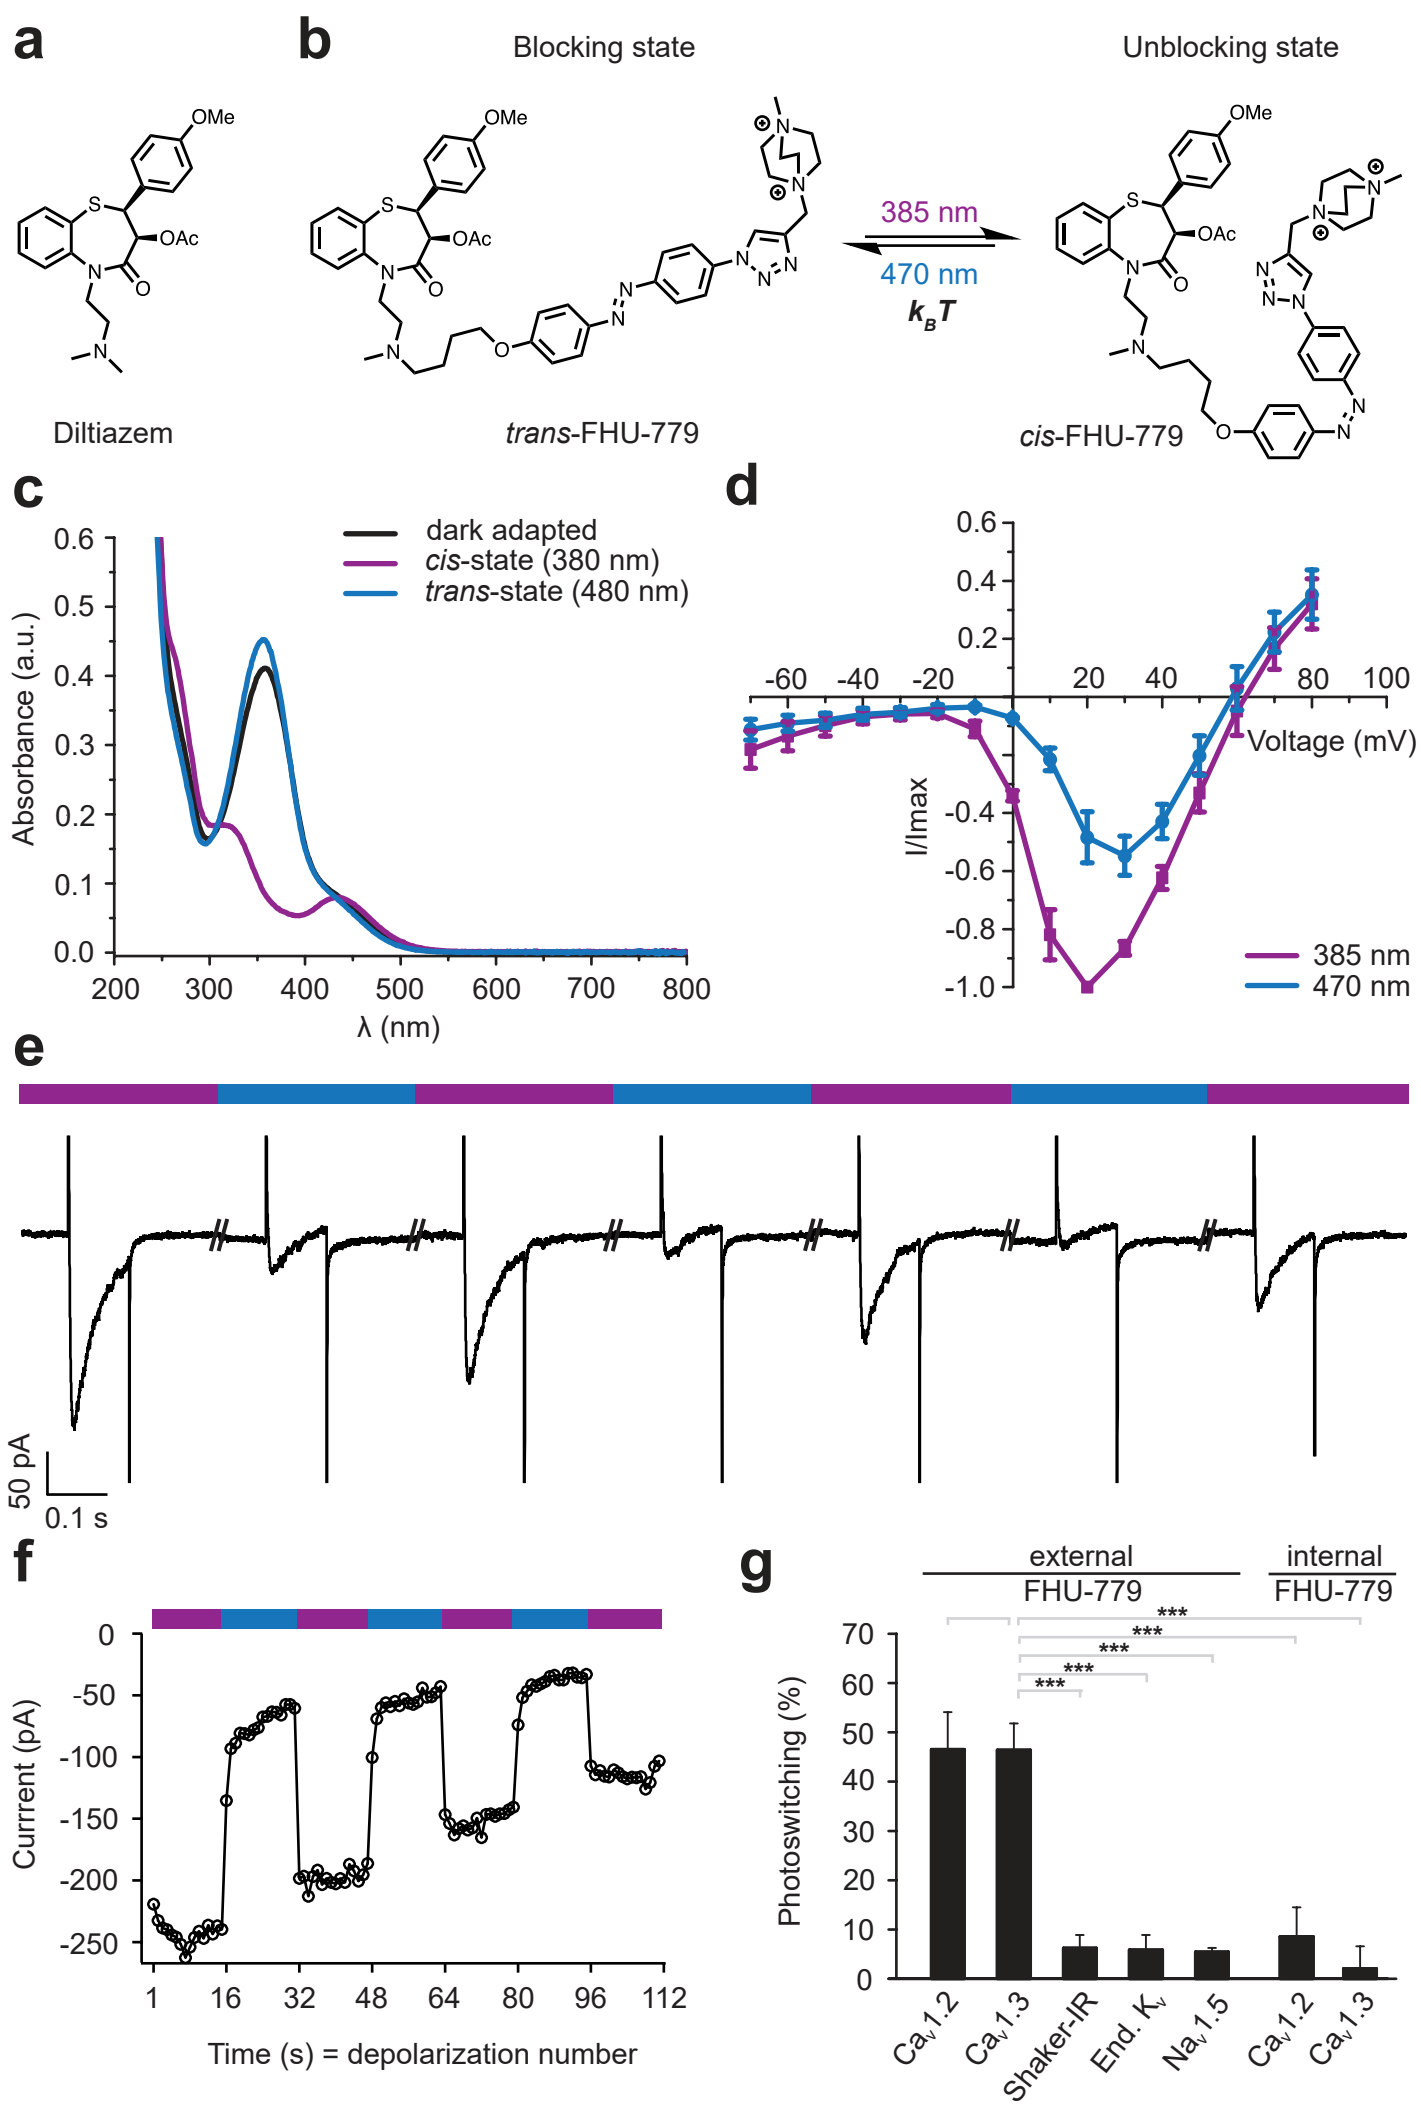 a
b
Blocking state
Unblocking state
OMe
S
OAc
N
O
N
Diltiazem
OMe
S
OAc
N
O
N
O
N
N
N
N
N
N
N
trans-FHU-779
385 nm
470 nm
kBT
OMe
S
OAc
N
O
N
O
N
N
N
N
N
N
N
cis-FHU-779
c
dark adapted
cis-state (380 nm)
trans-state (480 nm)
Absorbance (a.u.)
0.6
0.5
0.4
0.3
0.2
0.1
0.0
200 300 400 500 600 700 800
λ (nm)
d
0.6
0.4
0.2
-60 -40 -20 20 40 60 80 100
Voltage (mV)
I/Imax
-0.4
-0.6
-0.8
-1.0
385 nm
470 nm
e
50 pA
0.1 s
f
Currrent (pA)
0
-50
-100
-150
-200
-250
1 16 32 48 64 80 96 112
Time (s) = depolarization number
g
external internal
FHU-779 FHU-779
***
***
***
***
***
Photoswitching (%)
70
60
50
40
30
20
10
0
Cav1.2 Cav1.3 Shaker-IR End. Kv Nav1.5 Cav1.2 Cav1.3